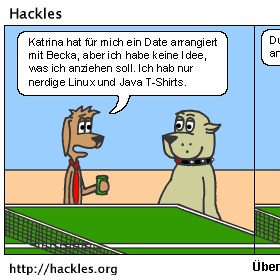 Hackles
Katrina hat für mich ein Date arrangiert
mit Becka, aber ich habe keine Idee,
was ich anziehen soll. Ich hab nur
nerdige Linux und Java T-Shirts.
http://hackles.org